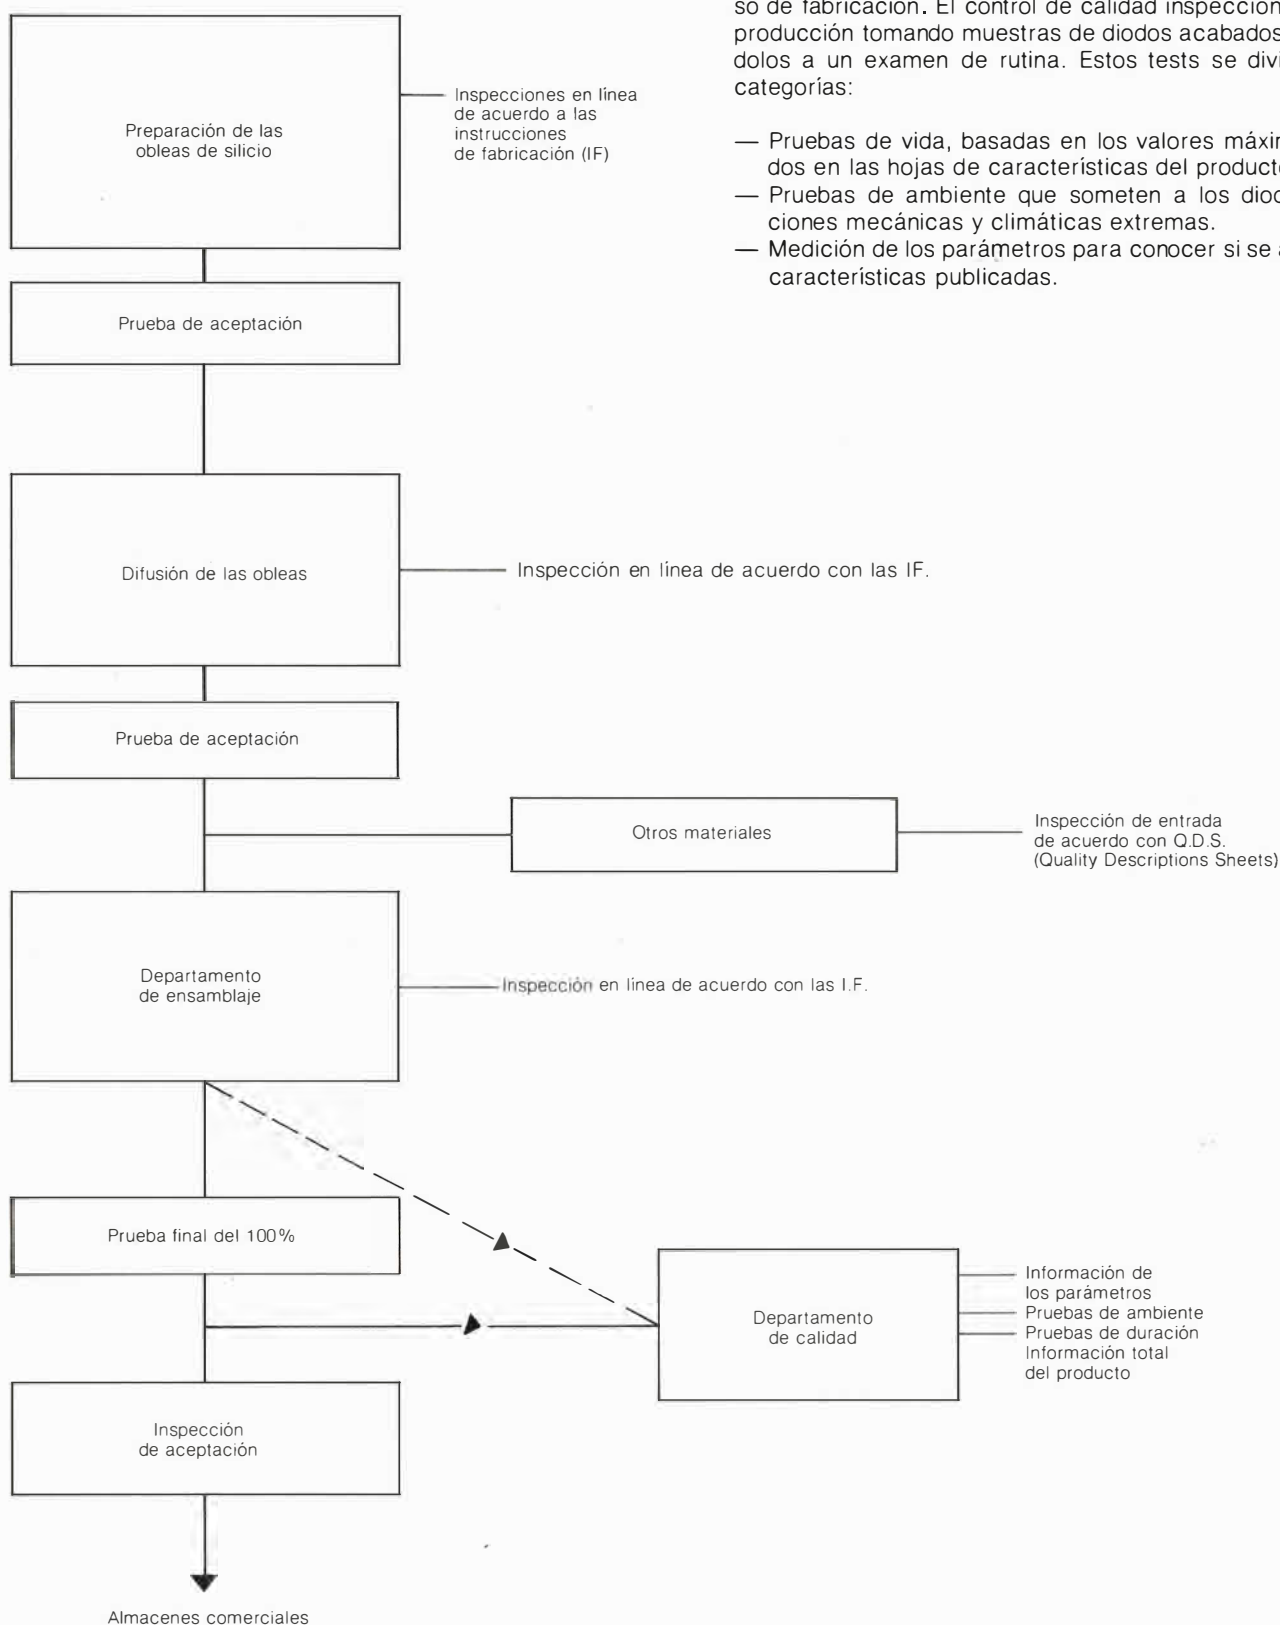 so de fabricación. El control de calidad inspecciona
producción tomando muestras de diodos acabados
dolos a un examen de rutina. Estos tests se divi
categorías:
— Pruebas de vida, basadas en los valores máxim
dos en las hojas de características del producto
— Pruebas de ambiente que someten a los diod
ciones mecánicas y climáticas extremas.
— Medición de los parámetros para conocer si se a
características publicadas.
Preparación de las
obleas de silicio
Inspecciones en línea
de acuerdo a las
instrucciones
de fabricación (IF)
Prueba de aceptación
Difusión de las obleas
Inspección en línea de acuerdo con las IF.
Prueba de aceptación
Otros materiales
Inspección de entrada
de acuerdo con Q.D.S.
(Quality Descriptions Sheets)
Departamento
de ensamblaje
Inspección en línea de acuerdo con las I.F.
Prueba final del 100%
Departamento
de calidad
Información de
los parámetros
Pruebas de ambiente
Pruebas de duración
Información total
del producto
Inspección
de aceptación
Almacenes comerciales